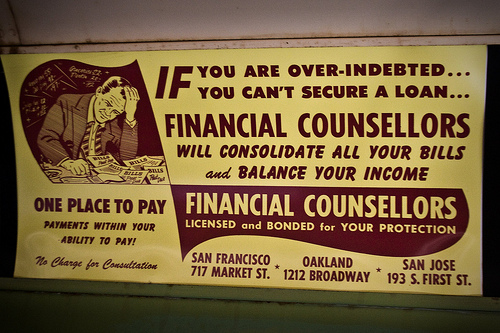 IF YOU ARE OVER-INDEBTED...
YOU CAN'T SECURE A LOAN...
FINANCIAL COUNSELLORS
WILL CONSOLIDATE ALL YOUR BILLS
and BALANCE YOUR INCOME
BILLS
BILLS
BILLS
ONE PLACE TO PAY
PAYMENTS WITHIN YOUR
ABILITY TO PAY!
No Charge for Consultation
FINANCIAL COUNSELLORS
LICENSED and BONDED for YOUR PROTECTION
SAN FRANCISCO * OAKLAND * SAN JOSE
717 MARKET ST. 1212 BROADWAY 193 S. FIRST ST.